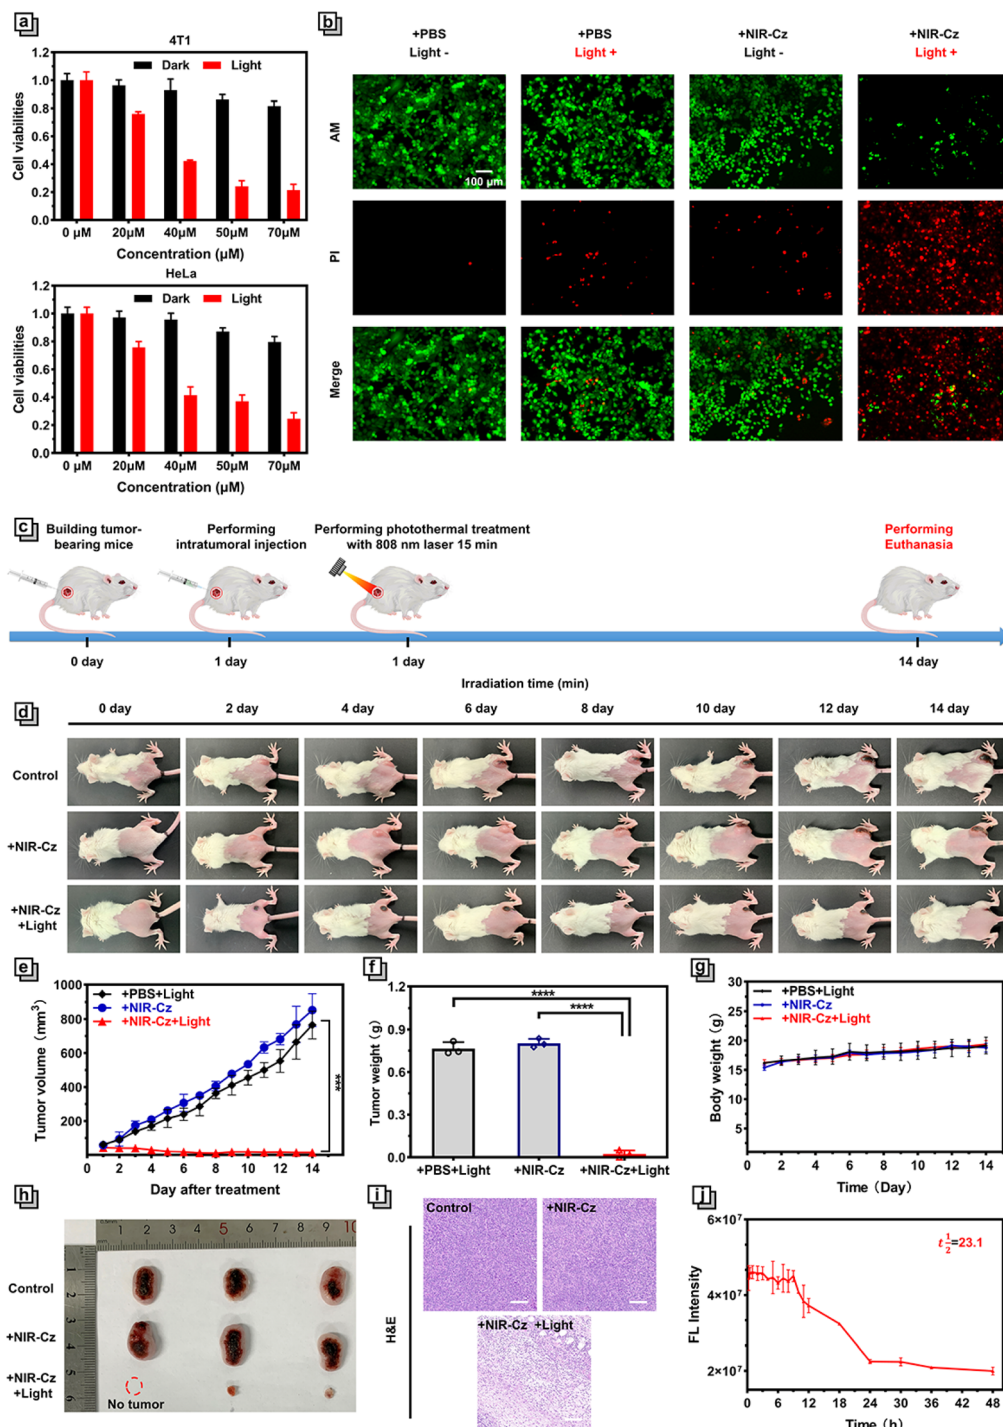 a
4T1
Dark
Light
Cell viabilities
1.2
1.0
0.8
0.6
0.4
0.2
0.0
0 μM
20μM
40μM
50μM
70μM
Concentration (μM)
HeLa
Dark
Light
Cell viabilities
1.2
1.0
0.8
0.6
0.4
0.2
0.0
0 μM
20μM
40μM
50μM
70μM
Concentration (μM)
b
+PBS
Light -
+PBS
Light +
+NIR-Cz
Light -
+NIR-Cz
Light +
AM
100 μm
PI
Merge
c
Building tumor-
bearing mice
Performing
intratumoral injection
Performing photothermal treatment
with 808 nm laser 15 min
Performing
Euthanasia
0 day
1 day
1 day
14 day
Irradiation time (min)
d
0 day
2 day
4 day
6 day
8 day
10 day
12 day
14 day
Control
+NIR-Cz
+NIR-Cz
+Light
e
+PBS+Light
+NIR-Cz
+NIR-Cz+Light
Tumor volume (mm³)
1000
800
600
400
200
0 2 4 6 8 10 12 14
Day after treatment
***
f
Tumor weight (g)
1.2
0.9
0.6
0.3
0.0
****
****
+PBS+Light
+NIR-Cz
+NIR-Cz+Light
g
+PBS+Light
+NIR-Cz
+NIR-Cz+Light
Body weight (g)
30
25
20
15
10
5
0 2 4 6 8 10 12 14
Time (Day)
h
1 2 3 4 5 6 7 8 9 10
1
2
3
4
5
6
Control
+NIR-Cz
+NIR-Cz
+Light
No tumor
i
H&E
Control
+NIR-Cz
+NIR-Cz +Light
j
FL Intensity
6×10⁷
4×10⁷
2×10⁷
t 1/2=23.1
0 6 12 18 24 30 36 42 48
Time (h)